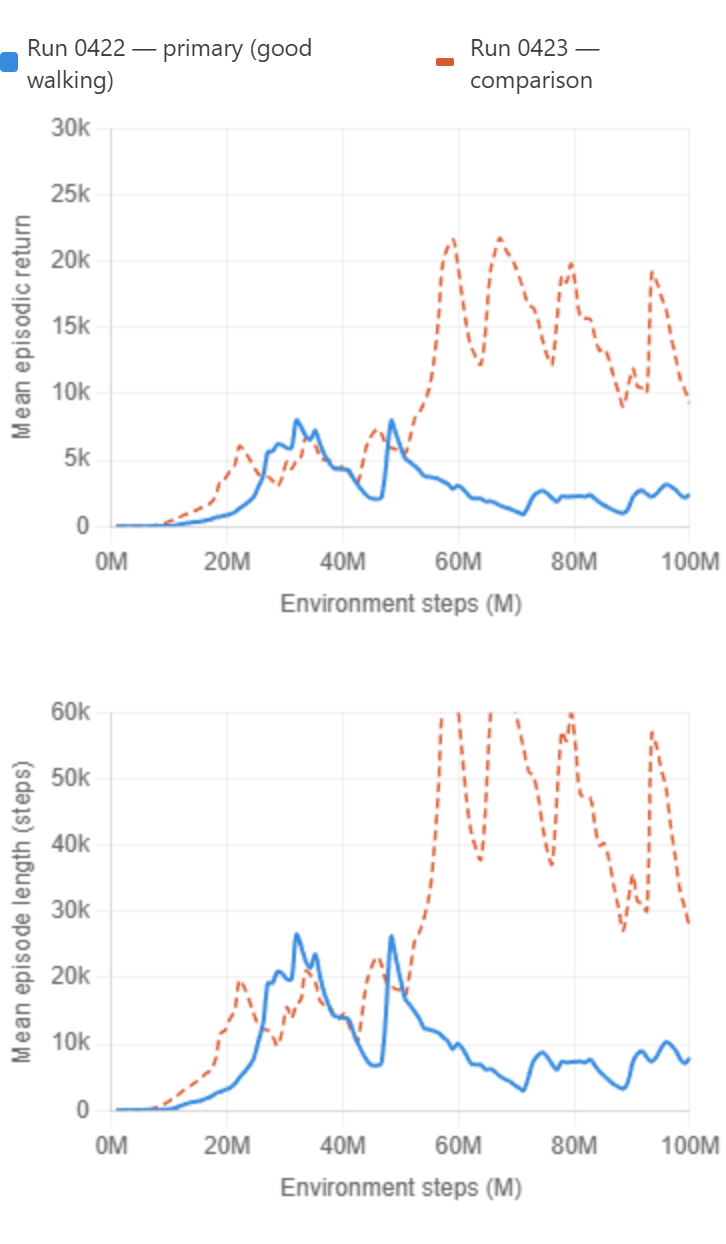 Run 0422 — primary (good
walking)
Run 0423 —
comparison
30k
25k
20k
15k
10k
5k
0
Mean episodic return
0M 20M 40M 60M 80M 100M
Environment steps (M)
60k
50k
40k
30k
20k
10k
0
Mean episode length (steps)
0M 20M 40M 60M 80M 100M
Environment steps (M)